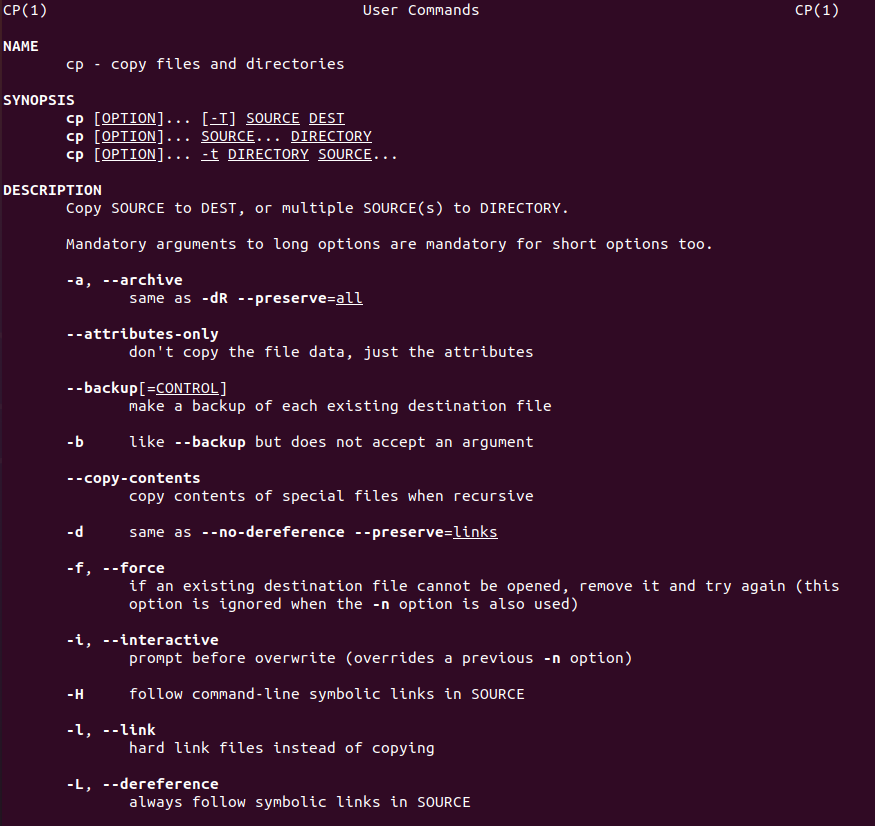 CP(1) User Commands CP(1)
NAME
cp - copy files and directories
SYNOPSIS
cp [OPTION]... [-T] SOURCE DEST
cp [OPTION]... SOURCE... DIRECTORY
cp [OPTION]... -t DIRECTORY SOURCE...
DESCRIPTION
Copy SOURCE to DEST, or multiple SOURCE(s) to DIRECTORY.
Mandatory arguments to long options are mandatory for short options too.
-a, --archive
same as -dR --preserve=all
--attributes-only
don't copy the file data, just the attributes
--backup[=CONTROL]
make a backup of each existing destination file
-b like --backup but does not accept an argument
--copy-contents
copy contents of special files when recursive
-d same as --no-dereference --preserve=links
-f, --force
if an existing destination file cannot be opened, remove it and try again (this
option is ignored when the -n option is also used)
-i, --interactive
prompt before overwrite (overrides a previous -n option)
-H follow command-line symbolic links in SOURCE
-l, --link
hard link files instead of copying
-L, --dereference
always follow symbolic links in SOURCE